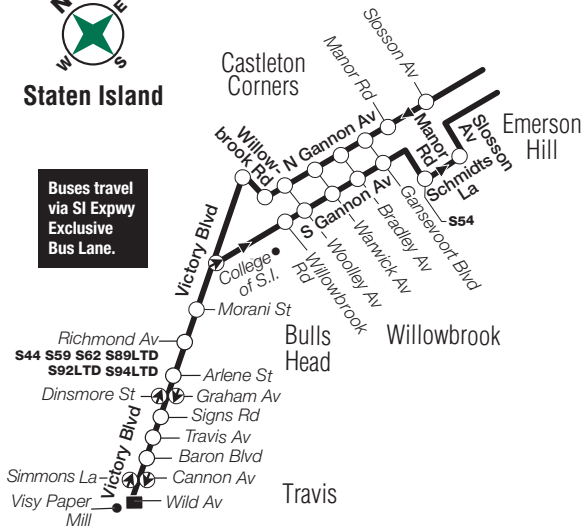 N
E
W
S
Staten Island
Castleton
Corners
Slosson Av
Manor Rd
Emerson
Hill
Willow-
brook Rd
N Gannon Av
Manor
Rd
Slosson
Av
Schmidts
La
S54
Buses travel
via SI Expwy
Exclusive
Bus Lane.
Victory Blvd
S Gannon Av
Gansevoort Blvd
Bradley Av
Warwick Av
Woolley Av
Willowbrook
Rd
College
of S.I.
Morani St
Richmond Av
S44 S59 S62 S89LTD
S92LTD S94LTD
Bulls
Head
Willowbrook
Arlene St
Dinsmore St
Graham Av
Signs Rd
Victory Blvd
Travis Av
Baron Blvd
Simmons La
Cannon Av
Visy Paper
Mill
Wild Av
Travis